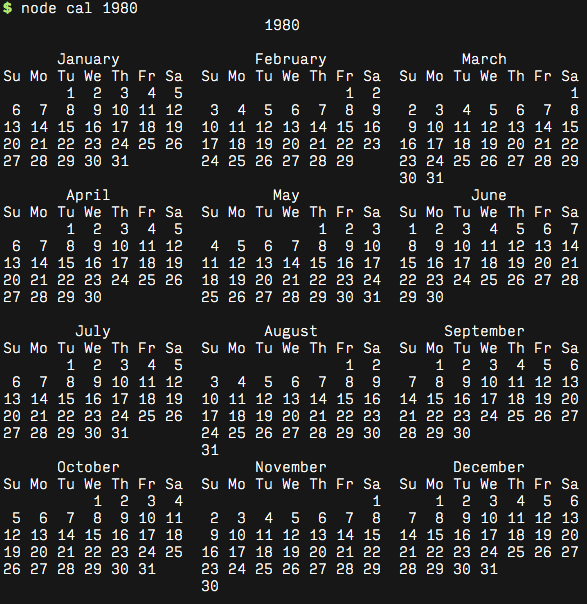 $ node cal 1980
                             1980

      January               February               March
Su Mo Tu We Th Fr Sa  Su Mo Tu We Th Fr Sa  Su Mo Tu We Th Fr Sa
       1  2  3  4  5                  1  2                     1
 6  7  8  9 10 11 12   3  4  5  6  7  8  9   2  3  4  5  6  7  8
13 14 15 16 17 18 19  10 11 12 13 14 15 16   9 10 11 12 13 14 15
20 21 22 23 24 25 26  17 18 19 20 21 22 23  16 17 18 19 20 21 22
27 28 29 30 31        24 25 26 27 28 29     23 24 25 26 27 28 29
                                            30 31
       April                  May                   June
Su Mo Tu We Th Fr Sa  Su Mo Tu We Th Fr Sa  Su Mo Tu We Th Fr Sa
       1  2  3  4  5               1  2  3   1  2  3  4  5  6  7
 6  7  8  9 10 11 12   4  5  6  7  8  9 10   8  9 10 11 12 13 14
13 14 15 16 17 18 19  11 12 13 14 15 16 17  15 16 17 18 19 20 21
20 21 22 23 24 25 26  18 19 20 21 22 23 24  22 23 24 25 26 27 28
27 28 29 30           25 26 27 28 29 30 31  29 30

        July                 August              September
Su Mo Tu We Th Fr Sa  Su Mo Tu We Th Fr Sa  Su Mo Tu We Th Fr Sa
       1  2  3  4  5                  1  2      1  2  3  4  5  6
 6  7  8  9 10 11 12   3  4  5  6  7  8  9   7  8  9 10 11 12 13
13 14 15 16 17 18 19  10 11 12 13 14 15 16  14 15 16 17 18 19 20
20 21 22 23 24 25 26  17 18 19 20 21 22 23  21 22 23 24 25 26 27
27 28 29 30 31        24 25 26 27 28 29 30  28 29 30
                      31
      October               November              December
Su Mo Tu We Th Fr Sa  Su Mo Tu We Th Fr Sa  Su Mo Tu We Th Fr Sa
          1  2  3  4                     1      1  2  3  4  5  6
 5  6  7  8  9 10 11   2  3  4  5  6  7  8   7  8  9 10 11 12 13
12 13 14 15 16 17 18   9 10 11 12 13 14 15  14 15 16 17 18 19 20
19 20 21 22 23 24 25  16 17 18 19 20 21 22  21 22 23 24 25 26 27
26 27 28 29 30 31     23 24 25 26 27 28 29  28 29 30 31
                      30